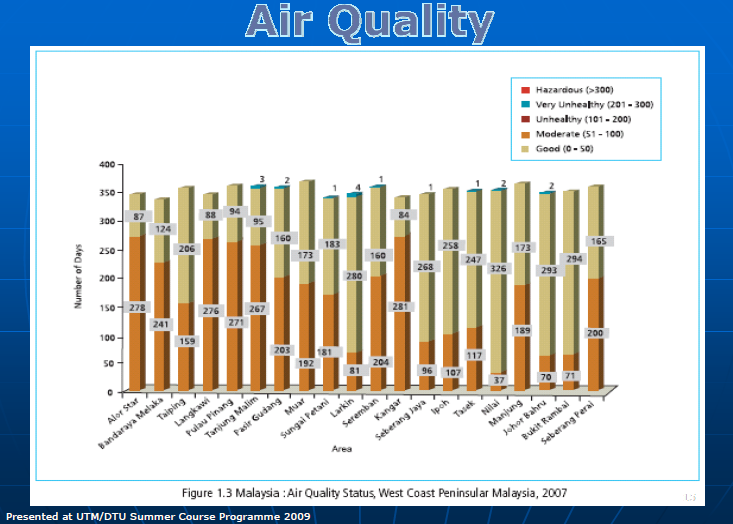 Air Quality
Hazardous (>300)
Very Unhealthy (201 – 300)
Unhealthy (101 – 200)
Moderate (51 – 100)
Good (0 – 50)
400
350
300
250
200
150
100
50
0
Number of Days
3 2 1 4 1 1 1 2 2
87 124 206 88 94 95 160 173 183 280 160 84 268 258 247 326 173 293 294 165
278 241 159 276 271 267 203 192 181 81 204 281 96 107 117 37 189 70 71 200
Alor Star
Bandaraya Melaka
Taiping
Langkawi
Pulau Pinang
Tanjung Malim
Pasir Gudang
Muar
Sungai Petani
Larkin
Seremban
Kangar
Seberang Jaya
Ipoh
Tasek
Nilai
Manjung
Johor Bahru
Bukit Rambai
Seberang Perai
Area
Figure 1.3 Malaysia : Air Quality Status, West Coast Peninsular Malaysia, 2007
Presented at UTM/DTU Summer Course Programme 2009